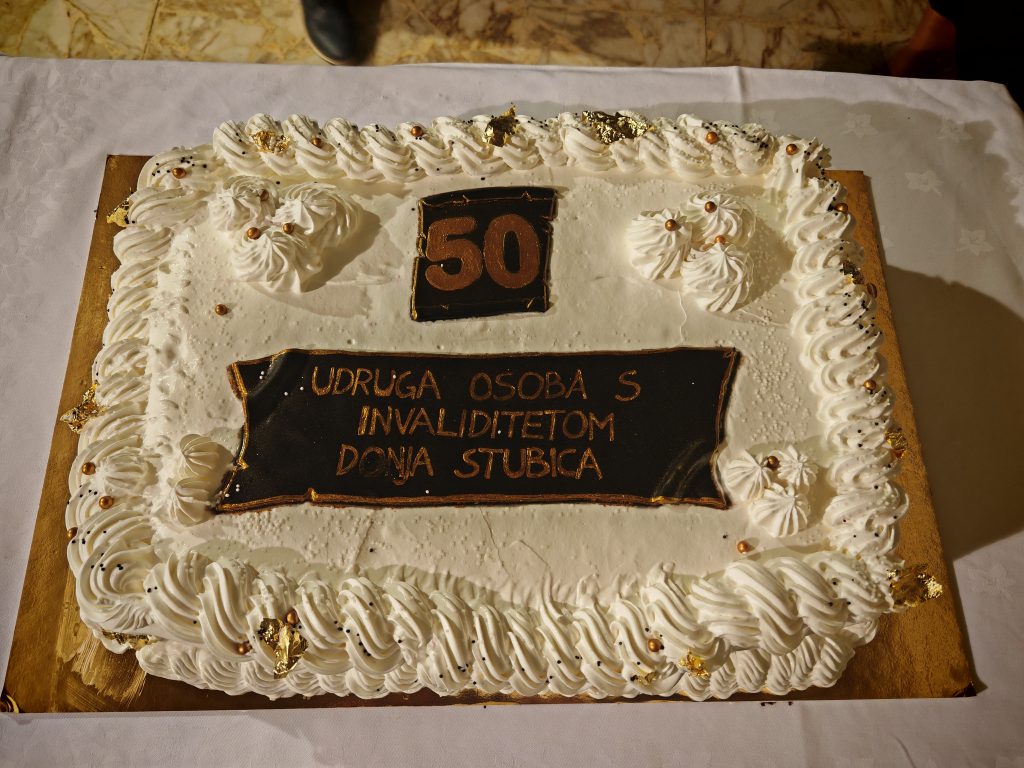 50
UDRUGA OSOBA S
INVALIDITETOM
DONJA STUBICA